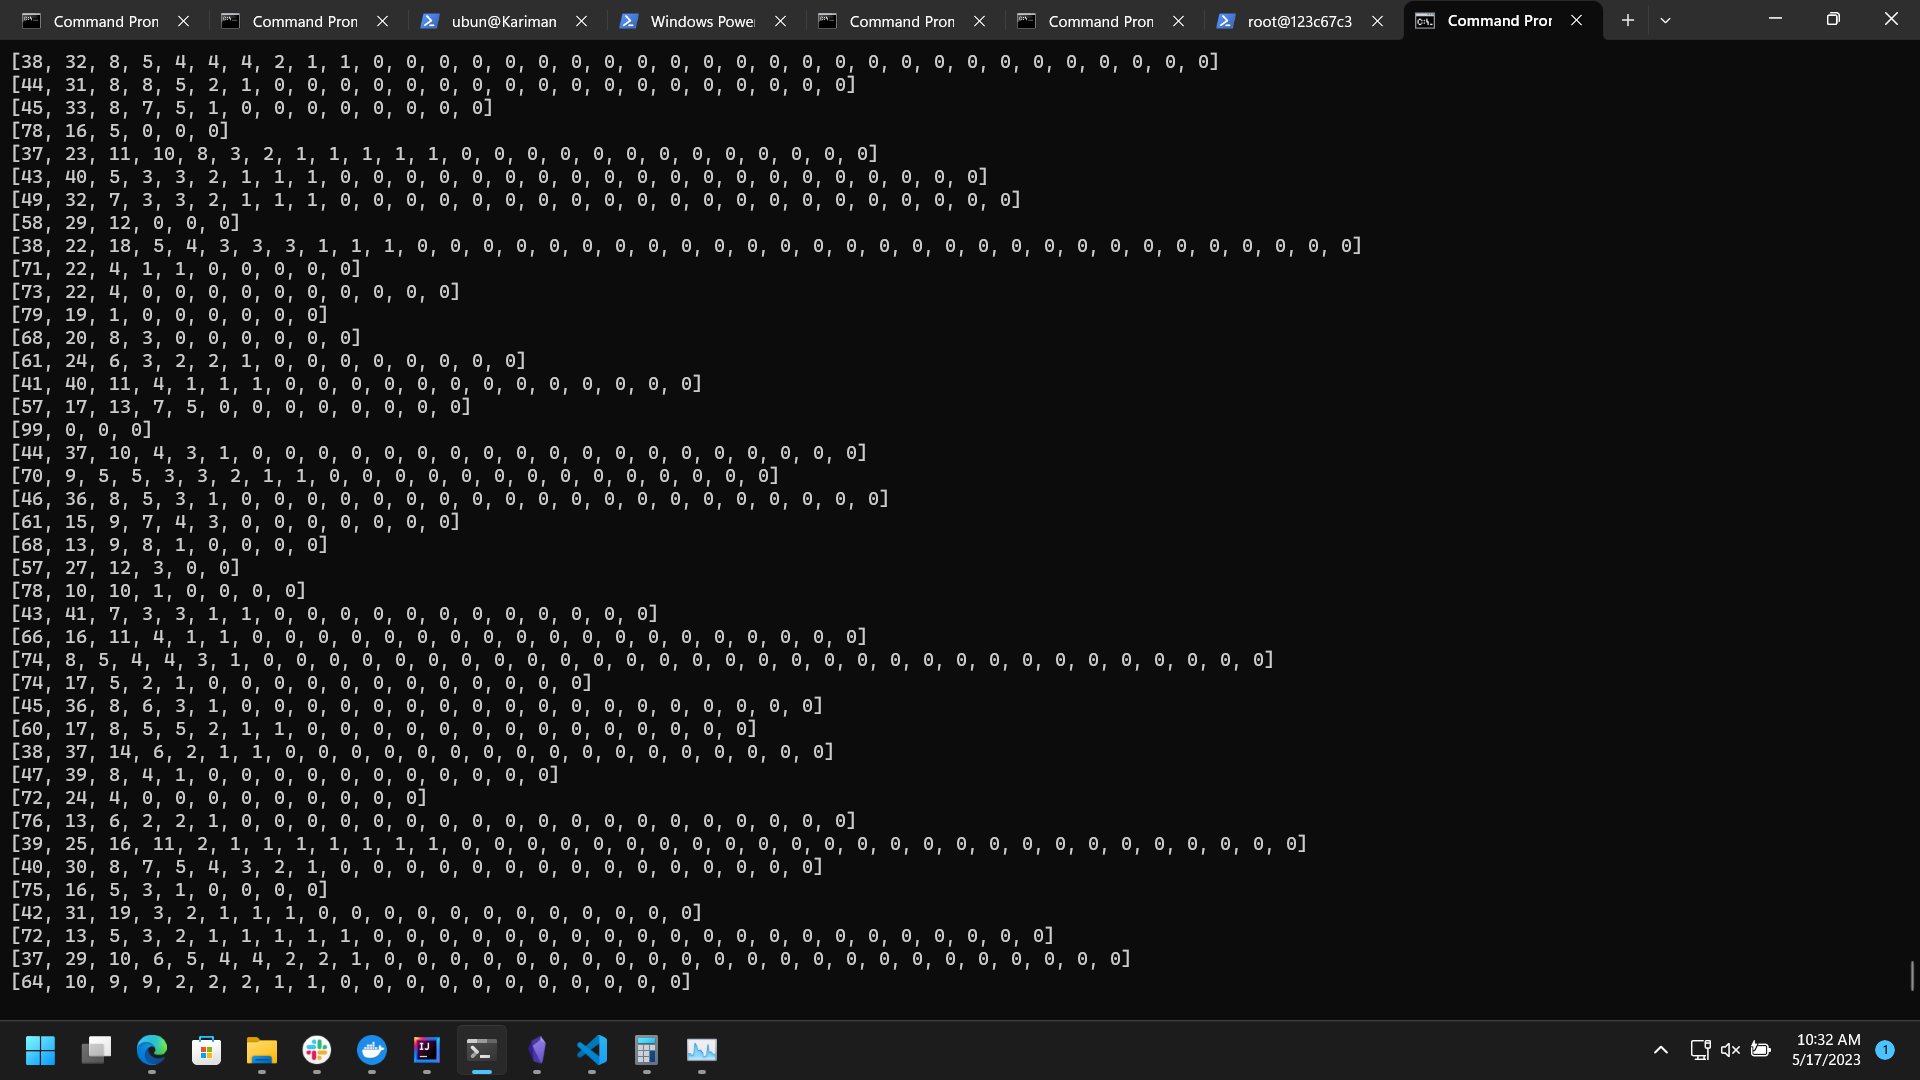 Command Pron
Command Pron
ubun@Kariman
Windows Powe
Command Pron
Command Pron
root@123c67c3
Command Pron
[38, 32, 8, 5, 4, 4, 4, 2, 1, 1, 0, 0, 0, 0, 0, 0, 0, 0, 0, 0, 0, 0, 0, 0, 0, 0, 0, 0, 0, 0, 0, 0, 0, 0, 0, 0]
[44, 31, 8, 8, 5, 2, 1, 0, 0, 0, 0, 0, 0, 0, 0, 0, 0, 0, 0, 0, 0, 0, 0, 0, 0]
[45, 33, 8, 7, 5, 1, 0, 0, 0, 0, 0, 0, 0, 0]
[78, 16, 5, 0, 0, 0]
[37, 23, 11, 10, 8, 3, 2, 1, 1, 1, 1, 1, 0, 0, 0, 0, 0, 0, 0, 0, 0, 0, 0, 0, 0]
[43, 40, 5, 3, 3, 2, 1, 1, 1, 0, 0, 0, 0, 0, 0, 0, 0, 0, 0, 0, 0, 0, 0, 0, 0, 0, 0, 0, 0]
[49, 32, 7, 3, 3, 2, 1, 1, 1, 0, 0, 0, 0, 0, 0, 0, 0, 0, 0, 0, 0, 0, 0, 0, 0, 0, 0, 0, 0, 0]
[58, 29, 12, 0, 0, 0]
[38, 22, 18, 5, 4, 3, 3, 3, 1, 1, 1, 0, 0, 0, 0, 0, 0, 0, 0, 0, 0, 0, 0, 0, 0, 0, 0, 0, 0, 0, 0, 0, 0, 0, 0, 0, 0, 0, 0, 0]
[71, 22, 4, 1, 1, 0, 0, 0, 0, 0]
[73, 22, 4, 0, 0, 0, 0, 0, 0, 0, 0, 0, 0]
[79, 19, 1, 0, 0, 0, 0, 0, 0]
[68, 20, 8, 3, 0, 0, 0, 0, 0, 0]
[61, 24, 6, 3, 2, 2, 1, 0, 0, 0, 0, 0, 0, 0, 0]
[41, 40, 11, 4, 1, 1, 1, 0, 0, 0, 0, 0, 0, 0, 0, 0, 0, 0, 0, 0]
[57, 17, 13, 7, 5, 0, 0, 0, 0, 0, 0, 0, 0]
[99, 0, 0, 0]
[44, 37, 10, 4, 3, 1, 0, 0, 0, 0, 0, 0, 0, 0, 0, 0, 0, 0, 0, 0, 0, 0, 0, 0, 0]
[70, 9, 5, 5, 3, 3, 2, 1, 1, 0, 0, 0, 0, 0, 0, 0, 0, 0, 0, 0, 0, 0, 0]
[46, 36, 8, 5, 3, 1, 0, 0, 0, 0, 0, 0, 0, 0, 0, 0, 0, 0, 0, 0, 0, 0, 0, 0, 0, 0]
[61, 15, 9, 7, 4, 3, 0, 0, 0, 0, 0, 0, 0]
[68, 13, 9, 8, 1, 0, 0, 0, 0]
[57, 27, 12, 3, 0, 0]
[78, 10, 10, 1, 0, 0, 0, 0]
[43, 41, 7, 3, 3, 1, 1, 0, 0, 0, 0, 0, 0, 0, 0, 0, 0, 0, 0]
[66, 16, 11, 4, 1, 1, 0, 0, 0, 0, 0, 0, 0, 0, 0, 0, 0, 0, 0, 0, 0, 0, 0, 0, 0]
[74, 8, 5, 4, 4, 3, 1, 0, 0, 0, 0, 0, 0, 0, 0, 0, 0, 0, 0, 0, 0, 0, 0, 0, 0, 0, 0, 0, 0, 0, 0, 0, 0, 0, 0, 0, 0, 0]
[74, 17, 5, 2, 1, 0, 0, 0, 0, 0, 0, 0, 0, 0, 0, 0, 0]
[45, 36, 8, 6, 3, 1, 0, 0, 0, 0, 0, 0, 0, 0, 0, 0, 0, 0, 0, 0, 0, 0, 0, 0]
[60, 17, 8, 5, 5, 2, 1, 1, 0, 0, 0, 0, 0, 0, 0, 0, 0, 0, 0, 0, 0, 0]
[38, 37, 14, 6, 2, 1, 1, 0, 0, 0, 0, 0, 0, 0, 0, 0, 0, 0, 0, 0, 0, 0, 0, 0]
[47, 39, 8, 4, 1, 0, 0, 0, 0, 0, 0, 0, 0, 0, 0, 0]
[72, 24, 4, 0, 0, 0, 0, 0, 0, 0, 0, 0]
[76, 13, 6, 2, 2, 1, 0, 0, 0, 0, 0, 0, 0, 0, 0, 0, 0, 0, 0, 0, 0, 0, 0, 0, 0]
[39, 25, 16, 11, 2, 1, 1, 1, 1, 1, 1, 1, 0, 0, 0, 0, 0, 0, 0, 0, 0, 0, 0, 0, 0, 0, 0, 0, 0, 0, 0, 0, 0, 0, 0, 0, 0, 0]
[40, 30, 8, 7, 5, 4, 3, 2, 1, 0, 0, 0, 0, 0, 0, 0, 0, 0, 0, 0, 0, 0, 0, 0]
[75, 16, 5, 3, 1, 0, 0, 0, 0]
[42, 31, 19, 3, 2, 1, 1, 1, 0, 0, 0, 0, 0, 0, 0, 0, 0, 0, 0, 0]
[72, 13, 5, 3, 2, 1, 1, 1, 1, 1, 0, 0, 0, 0, 0, 0, 0, 0, 0, 0, 0, 0, 0, 0, 0, 0, 0, 0, 0, 0, 0]
[37, 29, 10, 6, 5, 4, 4, 2, 2, 1, 0, 0, 0, 0, 0, 0, 0, 0, 0, 0, 0, 0, 0, 0, 0, 0, 0, 0, 0, 0, 0, 0, 0]
[64, 10, 9, 9, 2, 2, 2, 1, 1, 0, 0, 0, 0, 0, 0, 0, 0, 0, 0, 0]
10:32 AM
5/17/2023
1